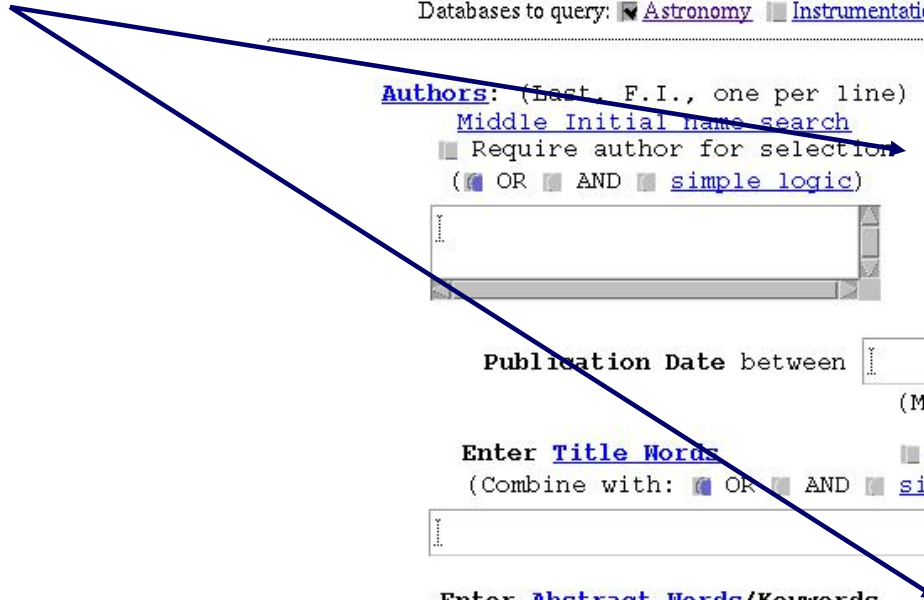 Databases to query: Astronomy Instrumentati
Authors: (Last, F.I., one per line)
Middle Initial name search
Require author for selection
( OR AND simple logic)
Publication Date between
(M
Enter Title Words
(Combine with: OR AND si
Enter Abstract Words/Keywords